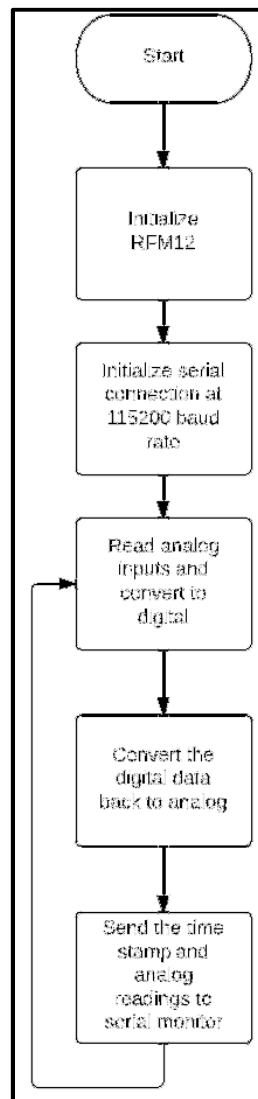 Start
Initialize
RFM12
Initialize serial
connection at
115200 baud
rate
Read analog
inputs and
convert to
digital
Convert the
digital data
back to analog
Send the time
stamp and
analog
readings to
serial monitor